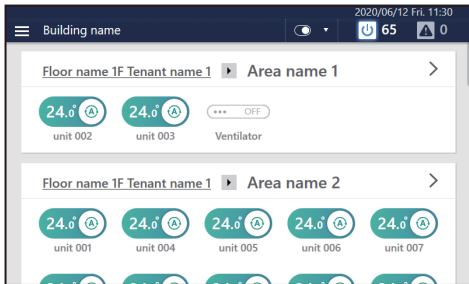 2020/06/12 Fri. 11:30
Building name 65 0
Floor name 1F Tenant name 1 Area name 1
24.0° A 24.0° A ••• OFF
unit 002 unit 003 Ventilator
Floor name 1F Tenant name 1 Area name 2
24.0° A 24.0° A 24.0° A 24.0° A 24.0° A
unit 001 unit 004 unit 005 unit 006 unit 007